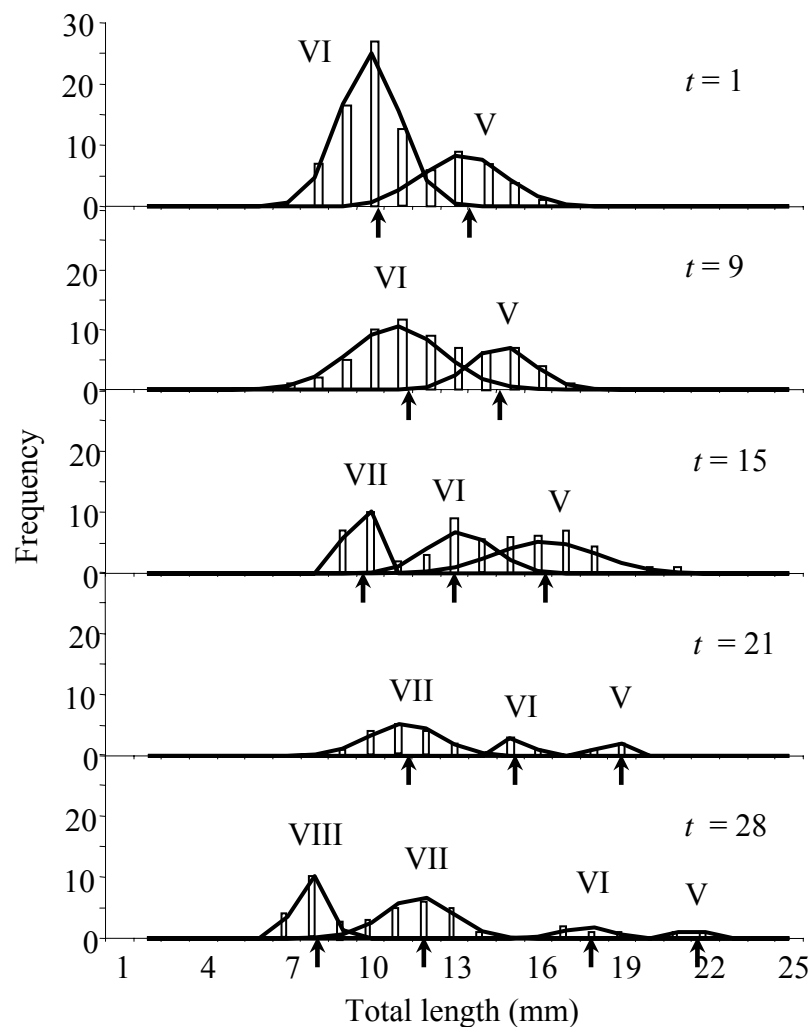 30
VI
t = 1
20
V
10
0
VI
t = 9
20
V
10
0
t = 15
20
VII
VI
V
10
0
Frequency
t = 21
20
VII
VI
V
10
0
t = 28
20
VIII
VII
VI
V
10
0
1 4 7 10 13 16 19 22 25
Total length (mm)